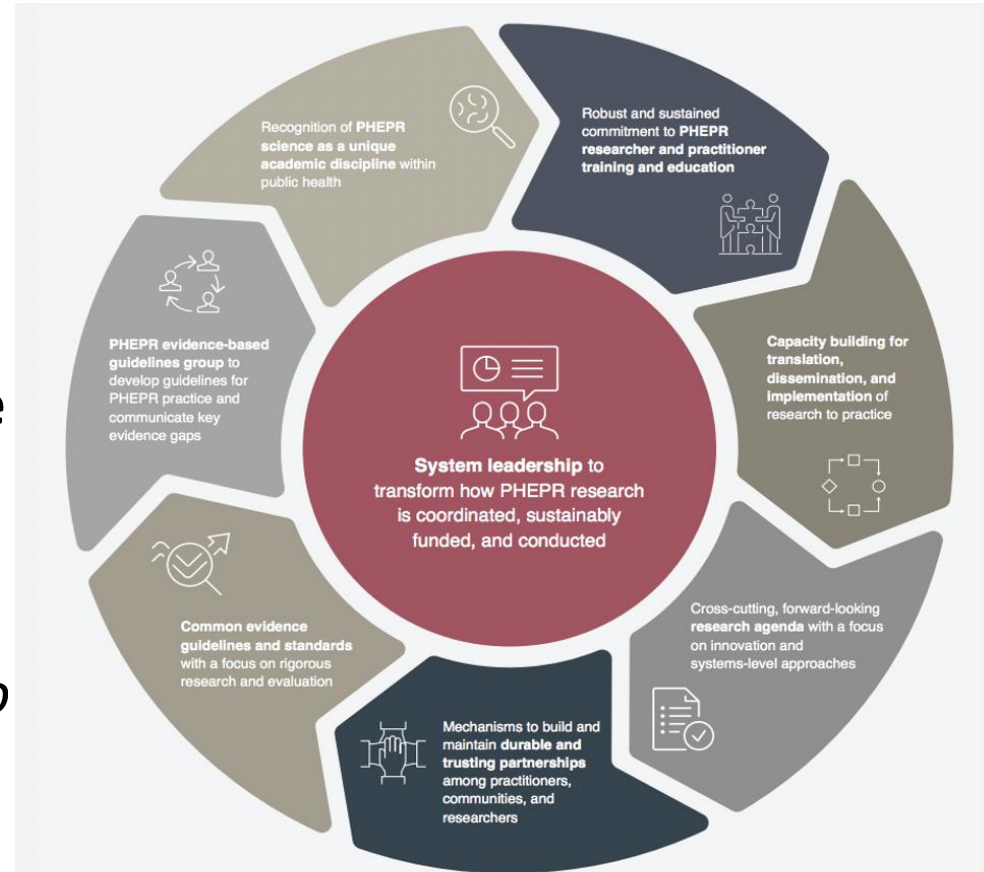 Recognition of PHEPR
science as a unique
academic discipline within
public health
Robust and sustained
commitment to PHEPR
researcher and practitioner
training and education
Capacity building for
translation,
dissemination, and
implementation of
research to practice
Cross-cutting, forward-looking
research agenda with a focus
on innovation and
systems-level approaches
Mechanisms to build and
maintain durable and
trusting partnerships
among practitioners,
communities, and
researchers
Common evidence
guidelines and standards
with a focus on rigorous
research and evaluation
PHEPR evidence-based
guidelines group to
develop guidelines for
PHEPR practice and
communicate key
evidence gaps
System leadership to
transform how PHEPR research
is coordinated, sustainably
funded, and conducted